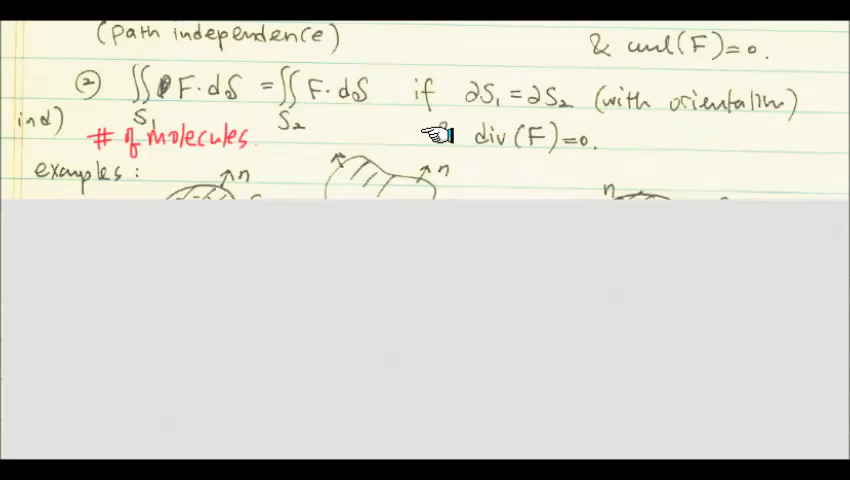 (path independence)
& curl(F)=0.
② ∬ F·dS = ∬ F·dS if ∂S₁ = ∂S₂ (with orientation)
S₁ S₂
ind)
# of molecules.
& div(F)=0.
examples:
n
n
n